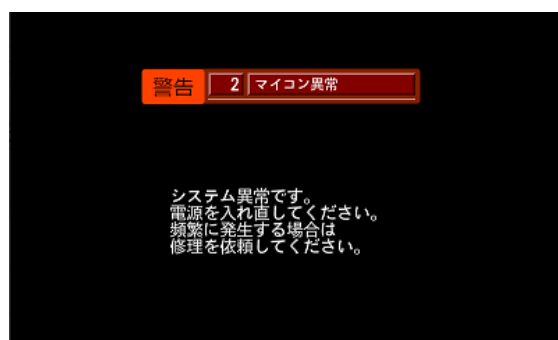 警告 2 マイコン異常
システム異常です。
電源を入れ直してください。
頻繁に発生する場合は
修理を依頼してください。